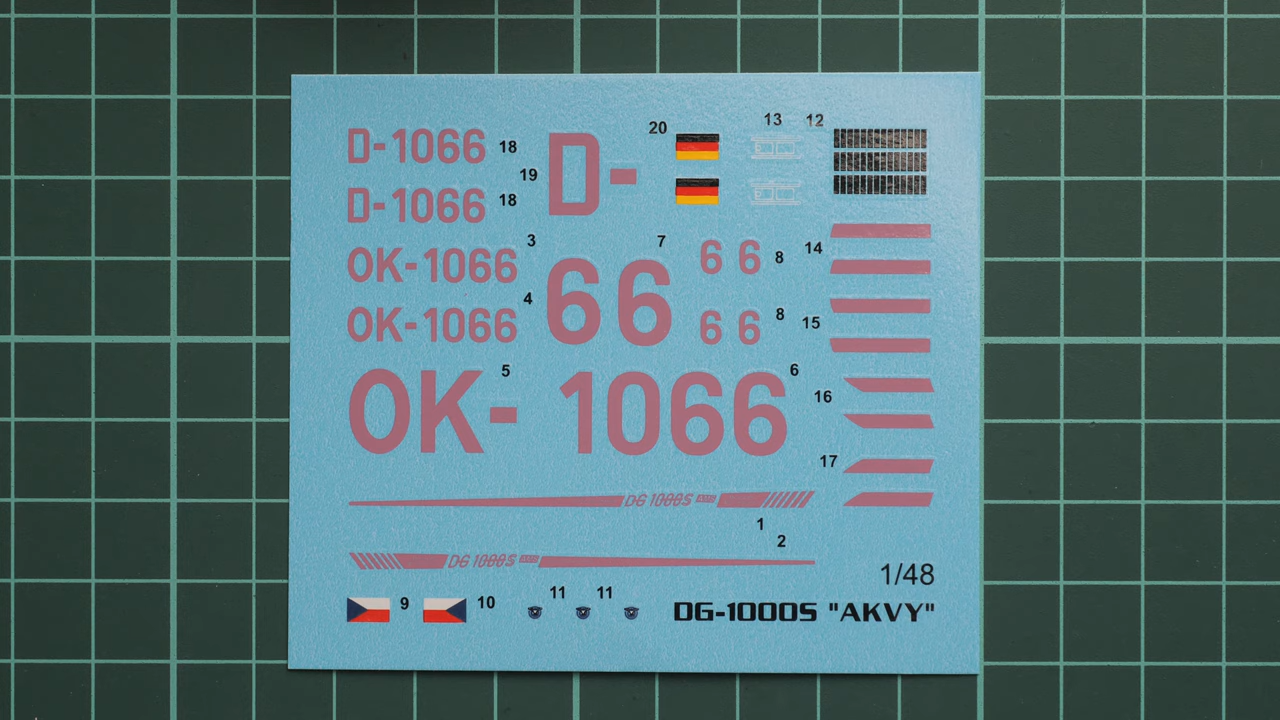 20 13 12
D-1066 18 D-
19
D-1066 18
3 7
OK-1066 66 6 6 8 14
4
OK-1066 6 6 8 15
5 6
OK- 1066 16
17
DG 1000S
1
2
DG 1000S
1/48
9 10 11 11
DG-1000S "AKVY"